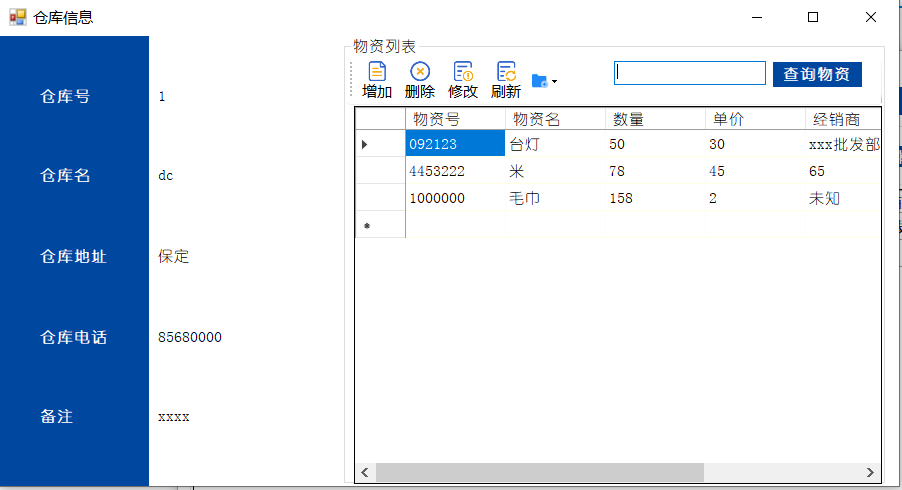 仓库信息
仓库号 1
仓库名 dc
仓库地址 保定
仓库电话 85680000
备注 xxxx
物资列表
增加 删除 修改 刷新 查询物资
物资号 物资名 数量 单价 经销商
092123 台灯 50 30 xxx批发部
4453222 米 78 45 65
1000000 毛巾 158 2 未知